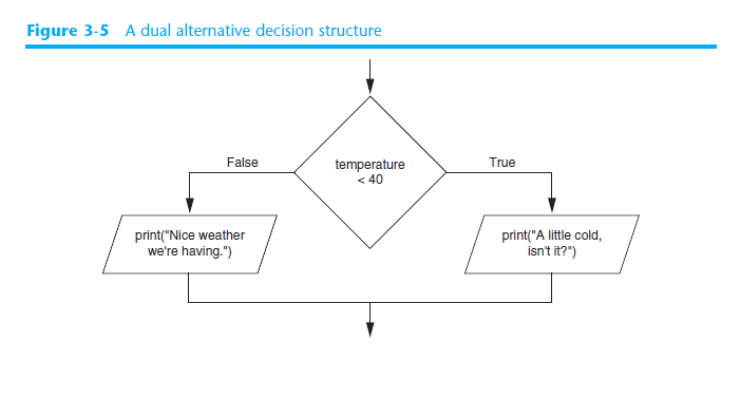 Figure 3-5 A dual alternative decision structure
False
temperature
< 40
True
print("Nice weather
we're having.")
print("A little cold,
isn't it?")